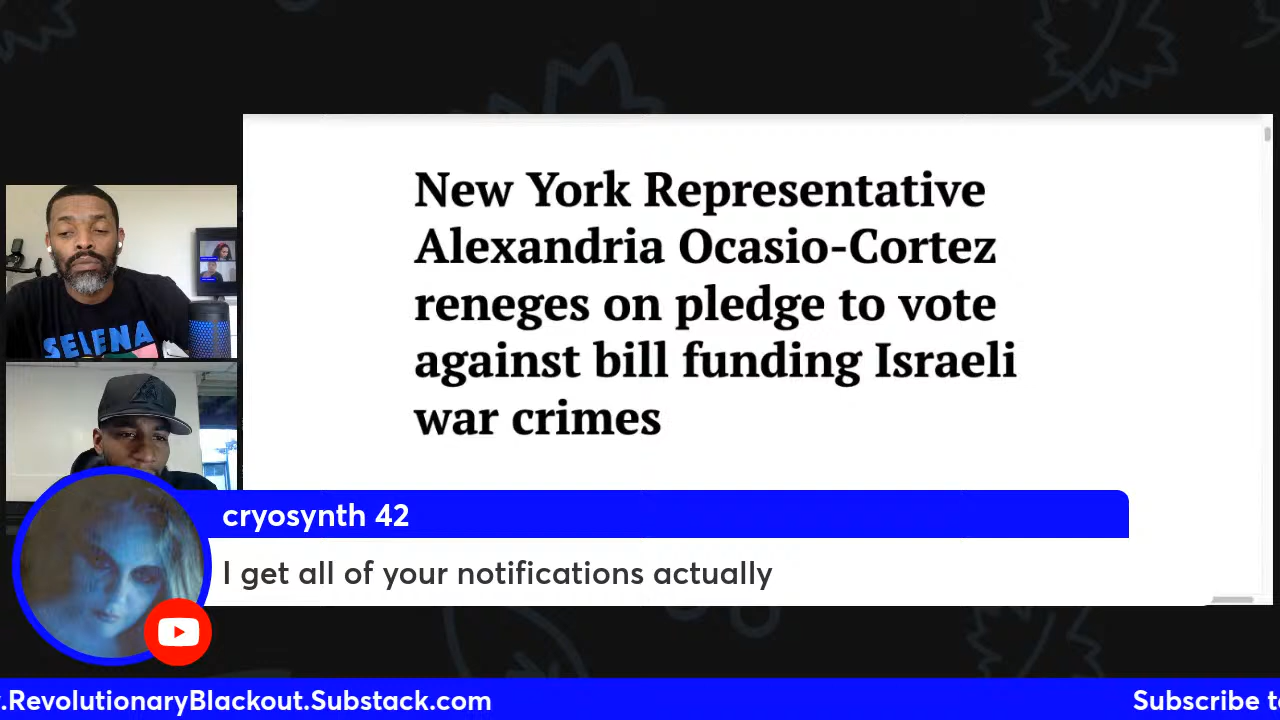 New York Representative
Alexandria Ocasio-Cortez
reneges on pledge to vote
against bill funding Israeli
war crimes
SELENA
cryosynth 42
I get all of your notifications actually
.RevolutionaryBlackout.Substack.com
Subscribe to